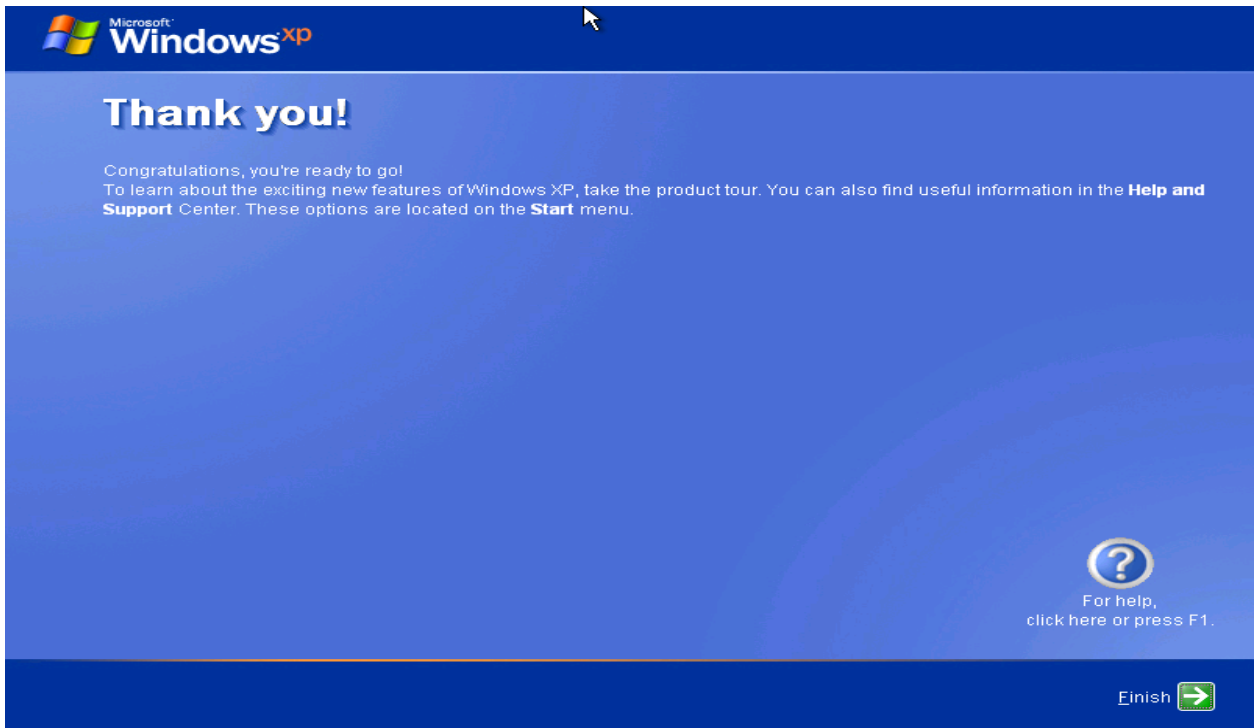 Microsoft
Windows xp
Thank you!
Congratulations, you're ready to go!
To learn about the exciting new features of Windows XP, take the product tour. You can also find useful information in the Help and
Support Center. These options are located on the Start menu.
?
For help,
click here or press F1.
Finish